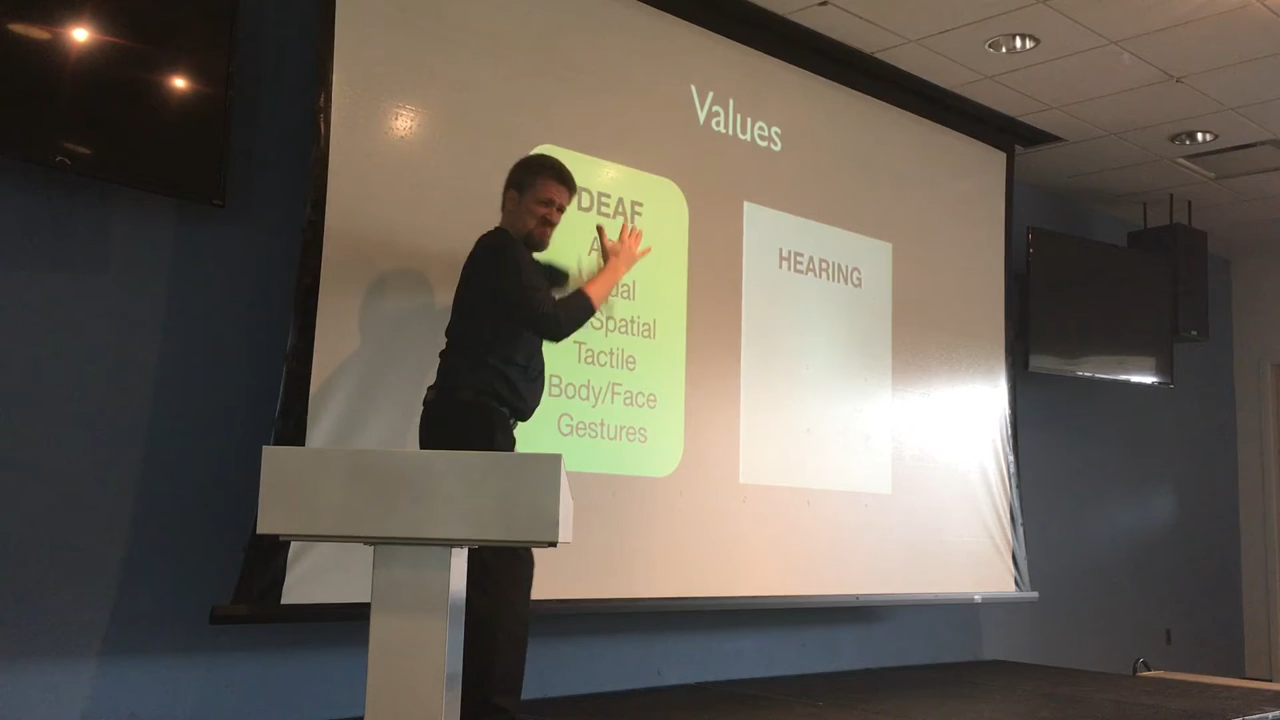 Values
DEAF
Spatial
Tactile
Body/Face
Gestures
HEARING